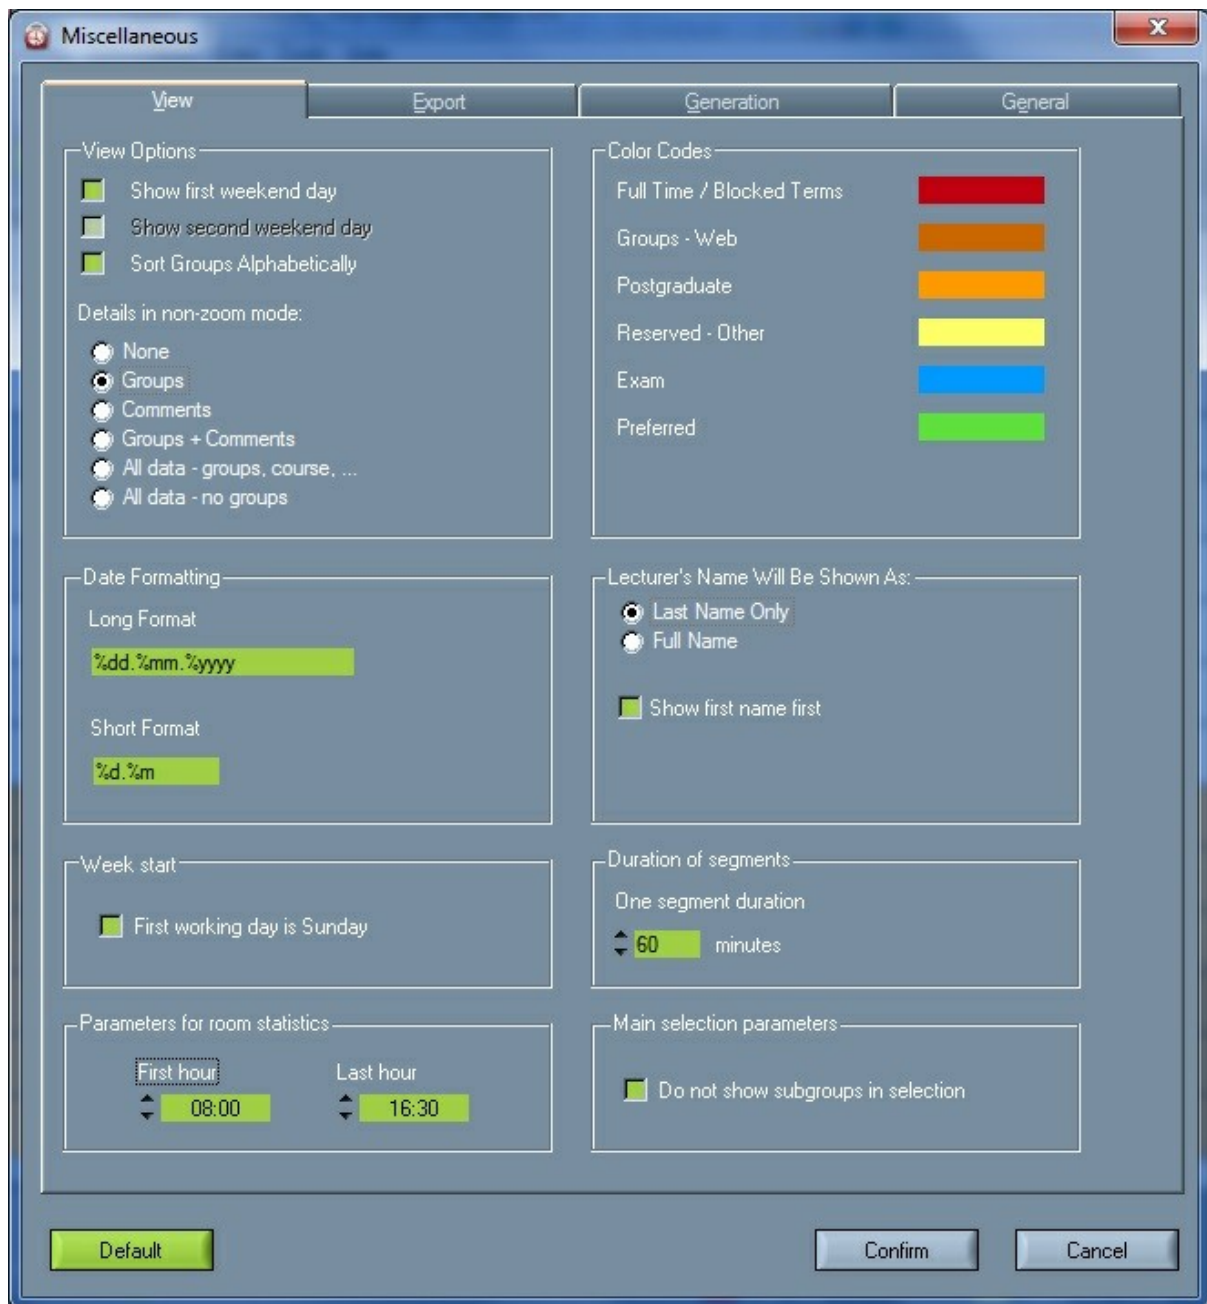 Miscellaneous
X
View
Export
Generation
General
View Options
Show first weekend day
Show second weekend day
Sort Groups Alphabetically
Details in non-zoom mode:
None
Groups
Comments
Groups + Comments
All data - groups, course, ...
All data - no groups
Color Codes
Full Time / Blocked Terms
Groups - Web
Postgraduate
Reserved - Other
Exam
Preferred
Date Formatting
Long Format
%dd.%mm.%yyyy
Short Format
%d.%m
Lecturer's Name Will Be Shown As:
Last Name Only
Full Name
Show first name first
Week start
First working day is Sunday
Duration of segments
One segment duration
60 minutes
Parameters for room statistics
First hour
Last hour
08:00
16:30
Main selection parameters
Do not show subgroups in selection
Default
Confirm
Cancel